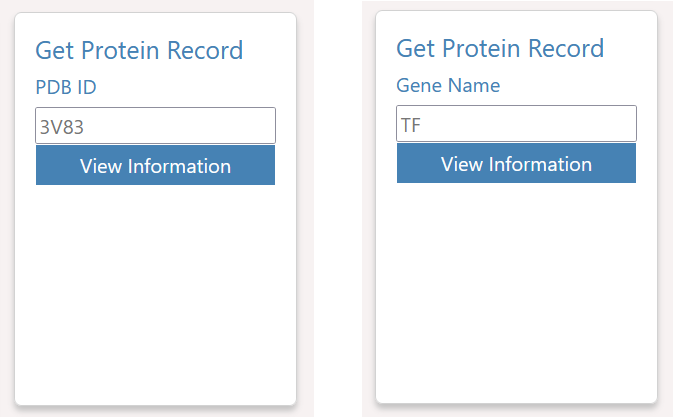 Get Protein Record
PDB ID
3V83
View Information
Get Protein Record
Gene Name
TF
View Information